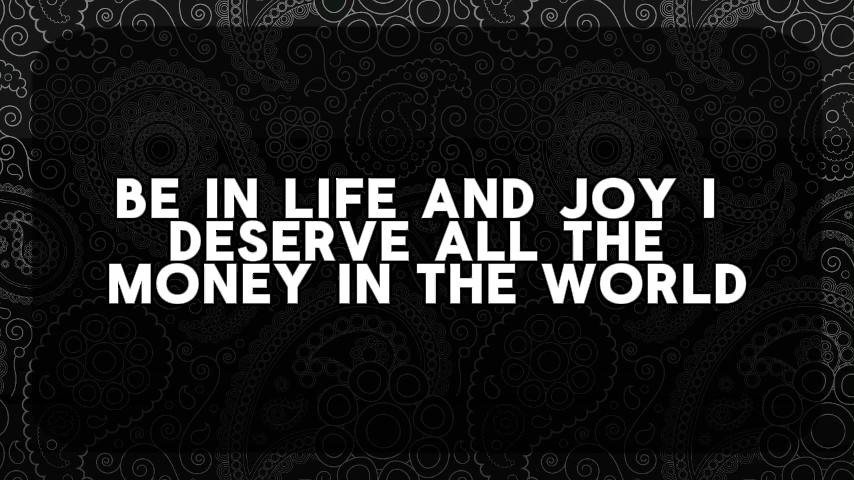 BE IN LIFE AND JOY I
DESERVE ALL THE
MONEY IN THE WORLD